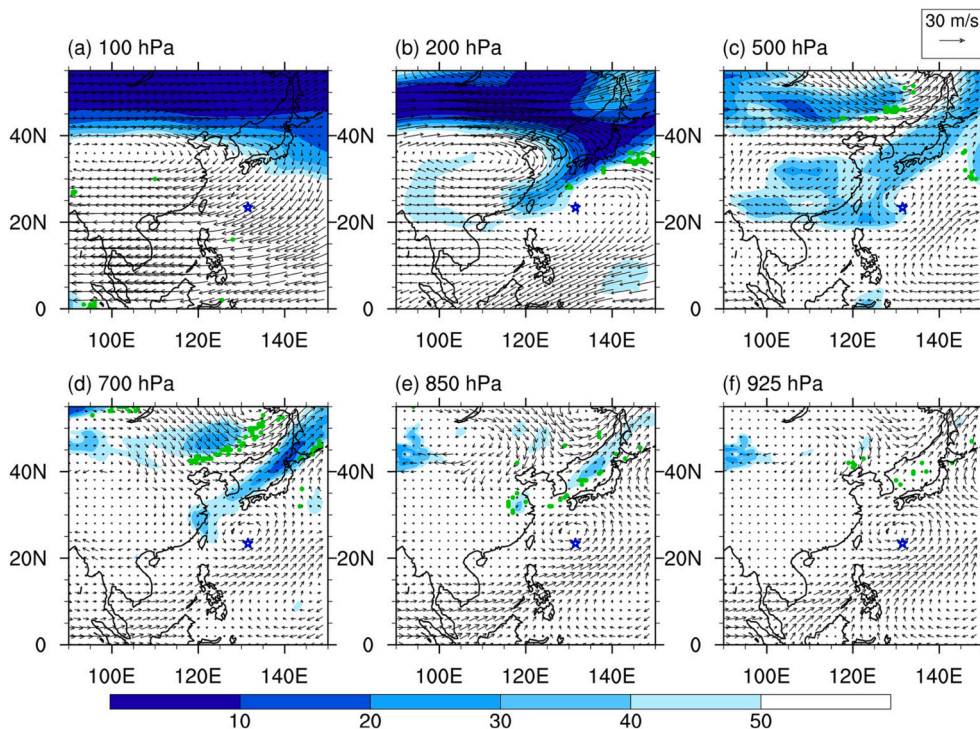 30 m/s
(a) 100 hPa
(b) 200 hPa
(c) 500 hPa
40N 40N 40N
20N 20N 20N
0 0 0
100E 120E 140E 100E 120E 140E 100E 120E 140E
(d) 700 hPa
(e) 850 hPa
(f) 925 hPa
40N 40N 40N
20N 20N 20N
0 0 0
100E 120E 140E 100E 120E 140E 100E 120E 140E
10 20 30 40 50